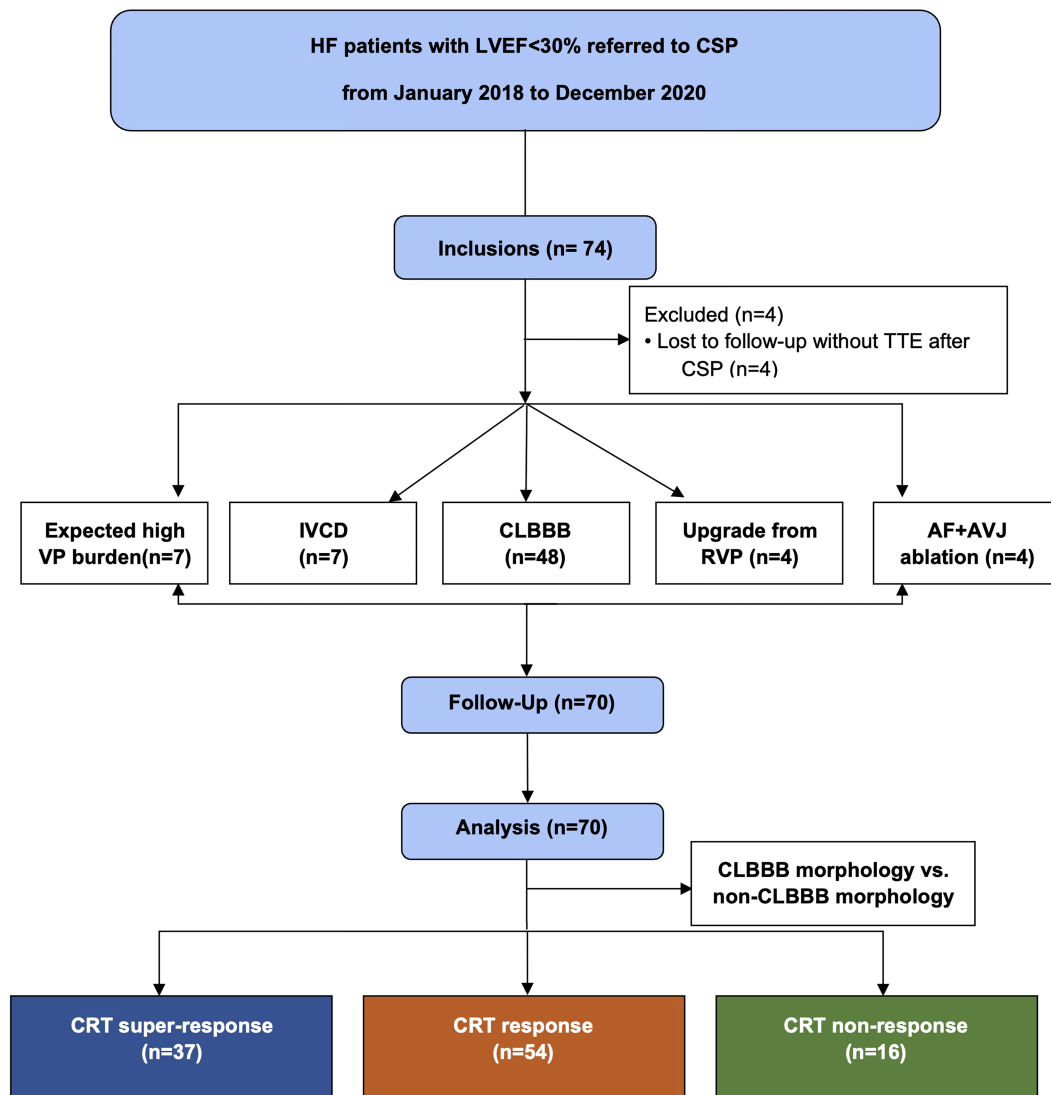 HF patients with LVEF<30% referred to CSP
from January 2018 to December 2020
Inclusions (n= 74)
Excluded (n=4)
• Lost to follow-up without TTE after
CSP (n=4)
Expected high
VP burden(n=7)
IVCD
(n=7)
CLBBB
(n=48)
Upgrade from
RVP (n=4)
AF+AVJ
ablation (n=4)
Follow-Up (n=70)
Analysis (n=70)
CLBBB morphology vs.
non-CLBBB morphology
CRT super-response
(n=37)
CRT response
(n=54)
CRT non-response
(n=16)